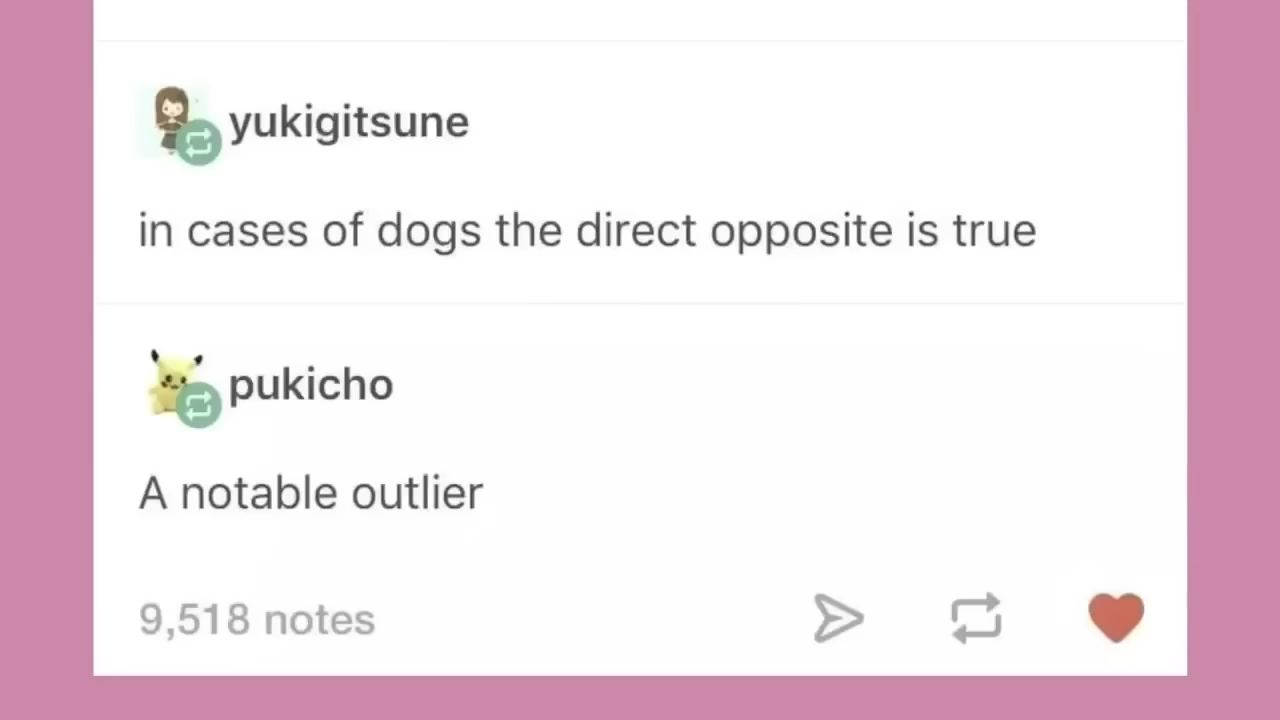 yukigitsune
in cases of dogs the direct opposite is true
pukicho
A notable outlier
9,518 notes